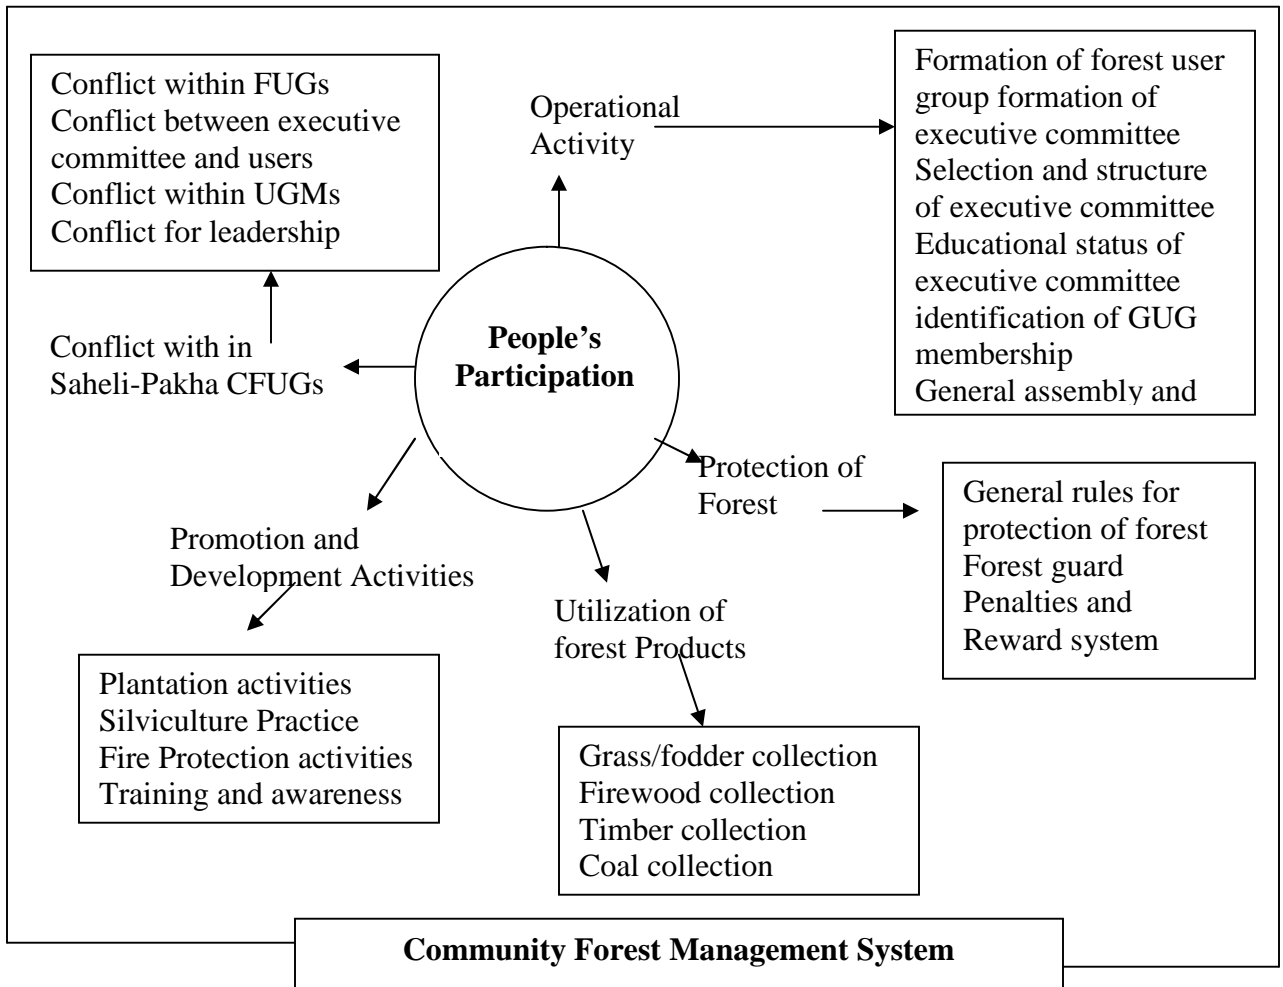 Conflict within FUGs
Conflict between executive
committee and users
Conflict within UGMs
Conflict for leadership
Operational
Activity
Formation of forest user
group formation of
executive committee
Selection and structure
of executive committee
Educational status of
executive committee
identification of GUG
membership
General assembly and
People’s
Participation
Conflict with in
Saheli-Pakha CFUGs
Protection of
Forest
General rules for
protection of forest
Forest guard
Penalties and
Reward system
Promotion and
Development Activities
Utilization of
forest Products
Plantation activities
Silviculture Practice
Fire Protection activities
Training and awareness
Grass/fodder collection
Firewood collection
Timber collection
Coal collection
Community Forest Management System